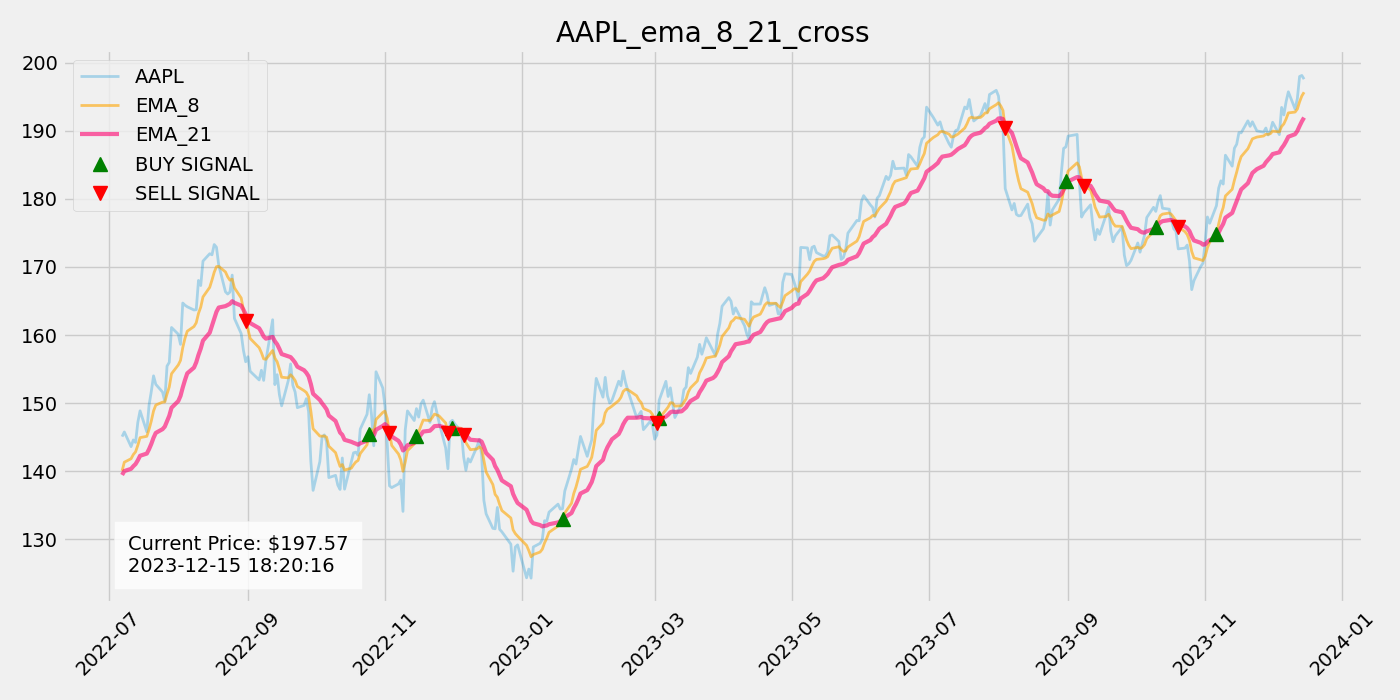 AAPL_ema_8_21_cross
200
190
180
170
160
150
140
130
AAPL
EMA_8
EMA_21
BUY SIGNAL
SELL SIGNAL
Current Price: $197.57
2023-12-15 18:20:16
2022-07
2022-09
2022-11
2023-01
2023-03
2023-05
2023-07
2023-09
2023-11
2024-01